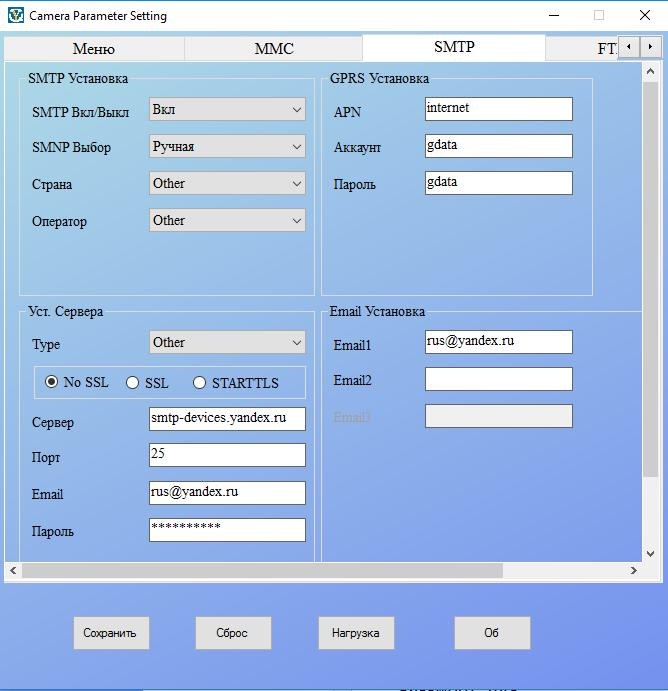 Camera Parameter Setting
Меню
MMC
SMTP
FT
SMTP Установка
SMTP Вкл/Выкл
Вкл
SMNP Выбор
Ручная
Страна
Other
Оператор
Other
GPRS Установка
APN
internet
Аккаунт
gdata
Пароль
gdata
Уст. Сервера
Type
Other
No SSL
SSL
STARTTLS
Сервер
smtp-devices.yandex.ru
Порт
25
Email
rus@yandex.ru
Пароль
**********
Email Установка
Email1
rus@yandex.ru
Email2
Email3
Сохранить
Сброс
Нагрузка
Об